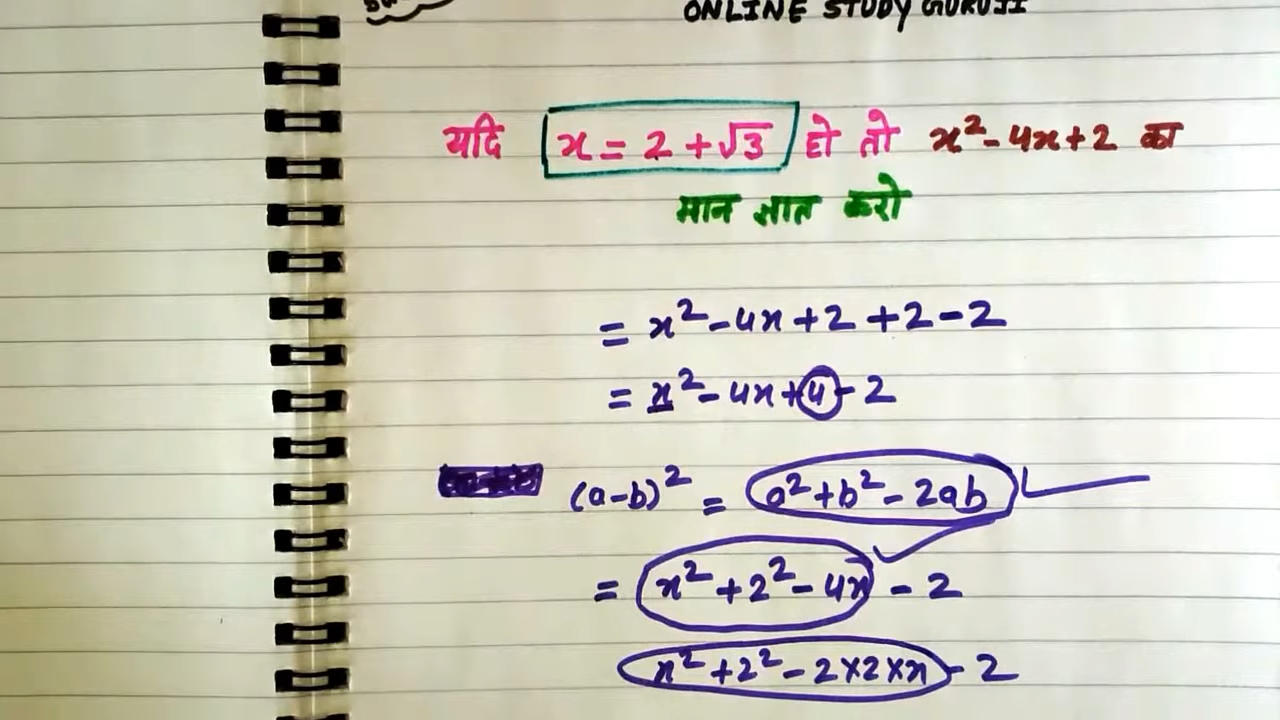 ONLINE STUDY GURUJI
यदि x = 2 + √3 हो तो x² - 4x + 2 का
मान ज्ञात करो
= x² - 4x + 2 + 2 - 2
= x² - 4x + 4 - 2
(a-b)² = a² + b² - 2ab
= x² + 2² - 4x - 2
x² + 2² - 2×2×x - 2